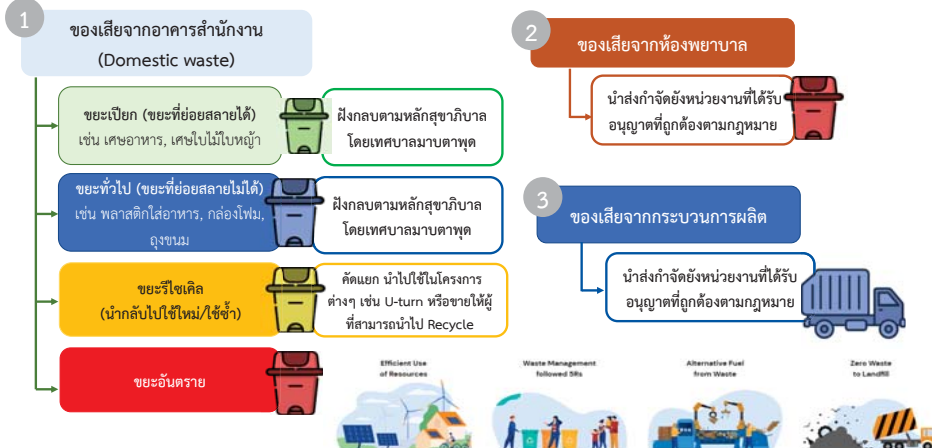 1
ของเสียจากอาคารสำนักงาน
(Domestic waste)
ขยะเปียก (ขยะที่ย่อยสลายได้)
เช่น เศษอาหาร, เศษใบไม้ใบหญ้า
ฝังกลบตามหลักสุขาภิบาล
โดยเทศบาลมาบตาพุด
ขยะทั่วไป (ขยะที่ย่อยสลายไม่ได้)
เช่น พลาสติกใส่อาหาร, กล่องโฟม,
ถุงขนม
ฝังกลบตามหลักสุขาภิบาล
โดยเทศบาลมาบตาพุด
ขยะรีไซเคิล
(นำกลับไปใช้ใหม่/ใช้ซ้ำ)
คัดแยก นำไปใช้ในโครงการ
ต่างๆ เช่น U-turn หรือขายให้ผู้
ที่สามารถนำไป Recycle
ขยะอันตราย
2
ของเสียจากห้องพยาบาล
นำส่งกำจัดยังหน่วยงานที่ได้รับ
อนุญาตที่ถูกต้องตามกฎหมาย
3
ของเสียจากกระบวนการผลิต
นำส่งกำจัดยังหน่วยงานที่ได้รับ
อนุญาตที่ถูกต้องตามกฎหมาย
Efficient Use
of Resources
Waste Management
followed 5Rs
Alternative Fuel
from Waste
Zero Waste
to Landfill